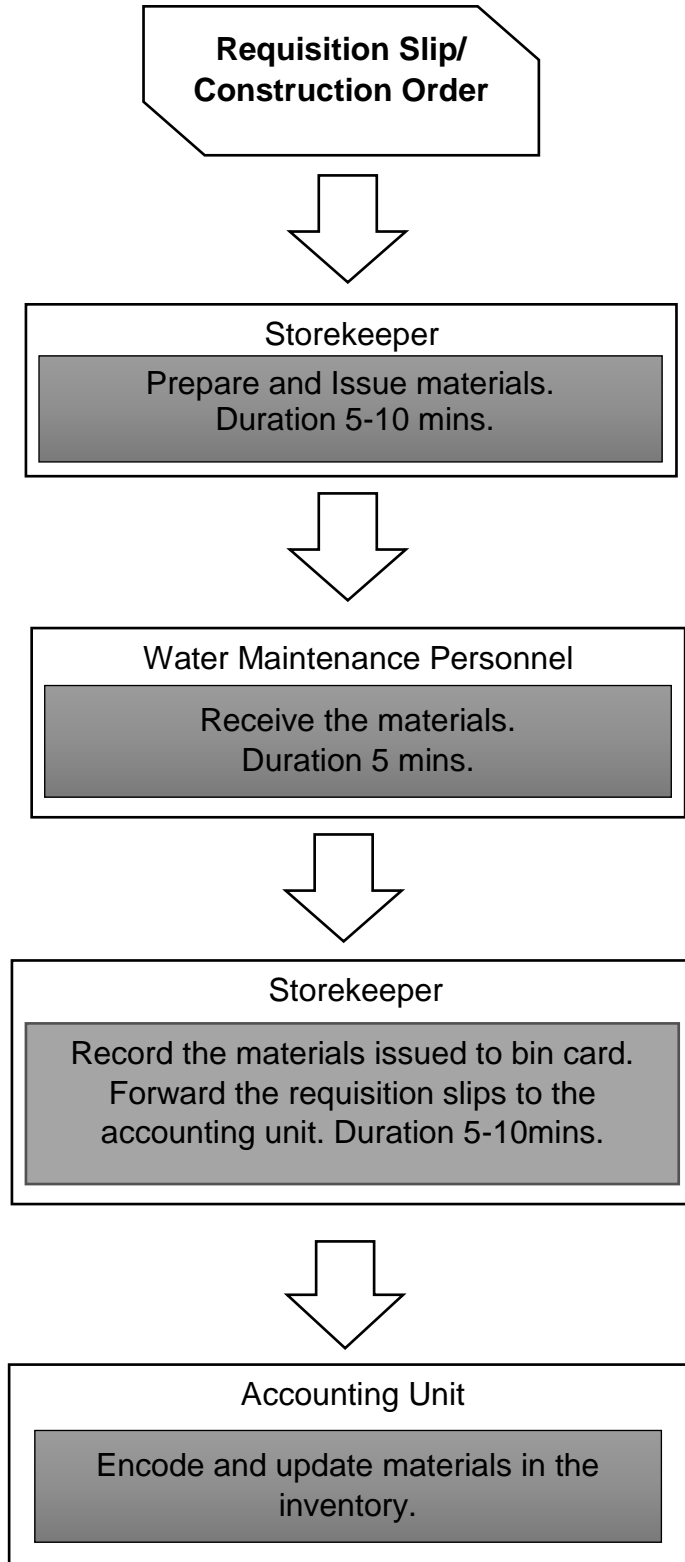 Requisition Slip/
Construction Order
Storekeeper
Prepare and Issue materials.
Duration 5-10 mins.
Water Maintenance Personnel
Receive the materials.
Duration 5 mins.
Storekeeper
Record the materials issued to bin card.
Forward the requisition slips to the
accounting unit. Duration 5-10mins.
Accounting Unit
Encode and update materials in the
inventory.